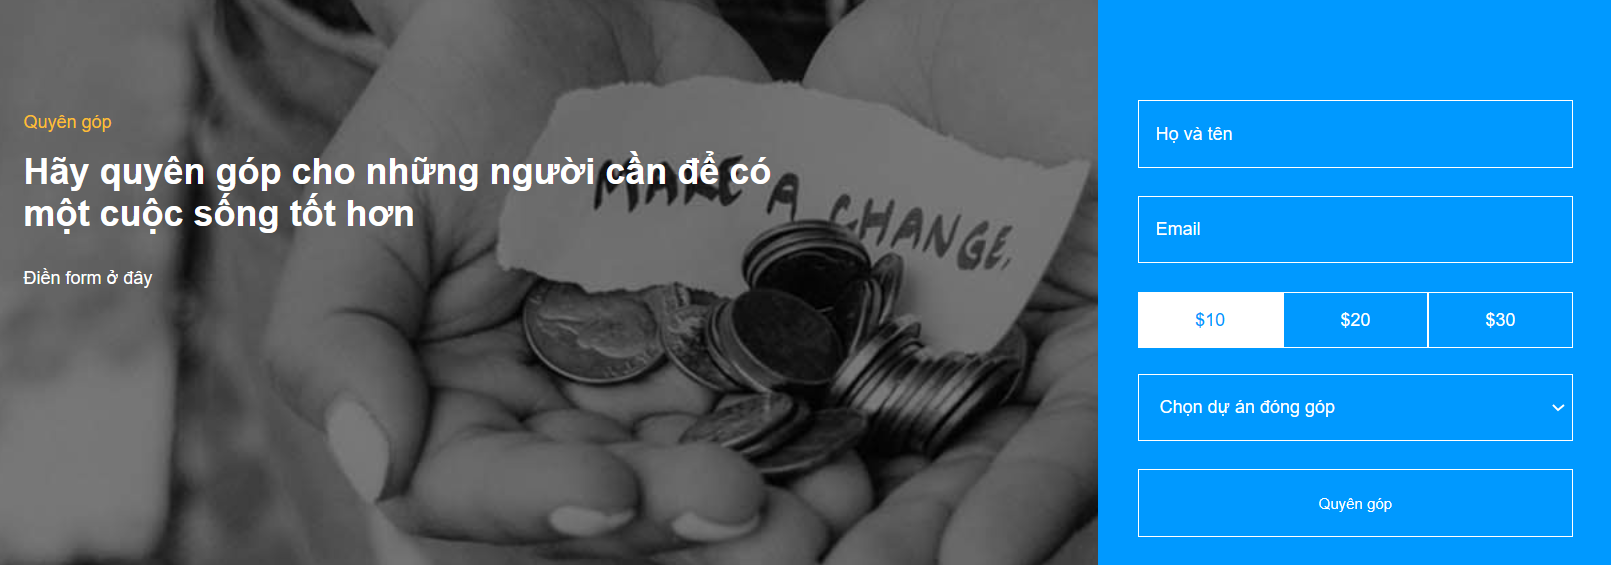 Quyên góp
Hãy quyên góp cho những người cần để có
một cuộc sống tốt hơn
Điền form ở đây
MAKE A CHANGE,
Họ và tên
Email
$10 $20 $30
Chọn dự án đóng góp
Quyên góp